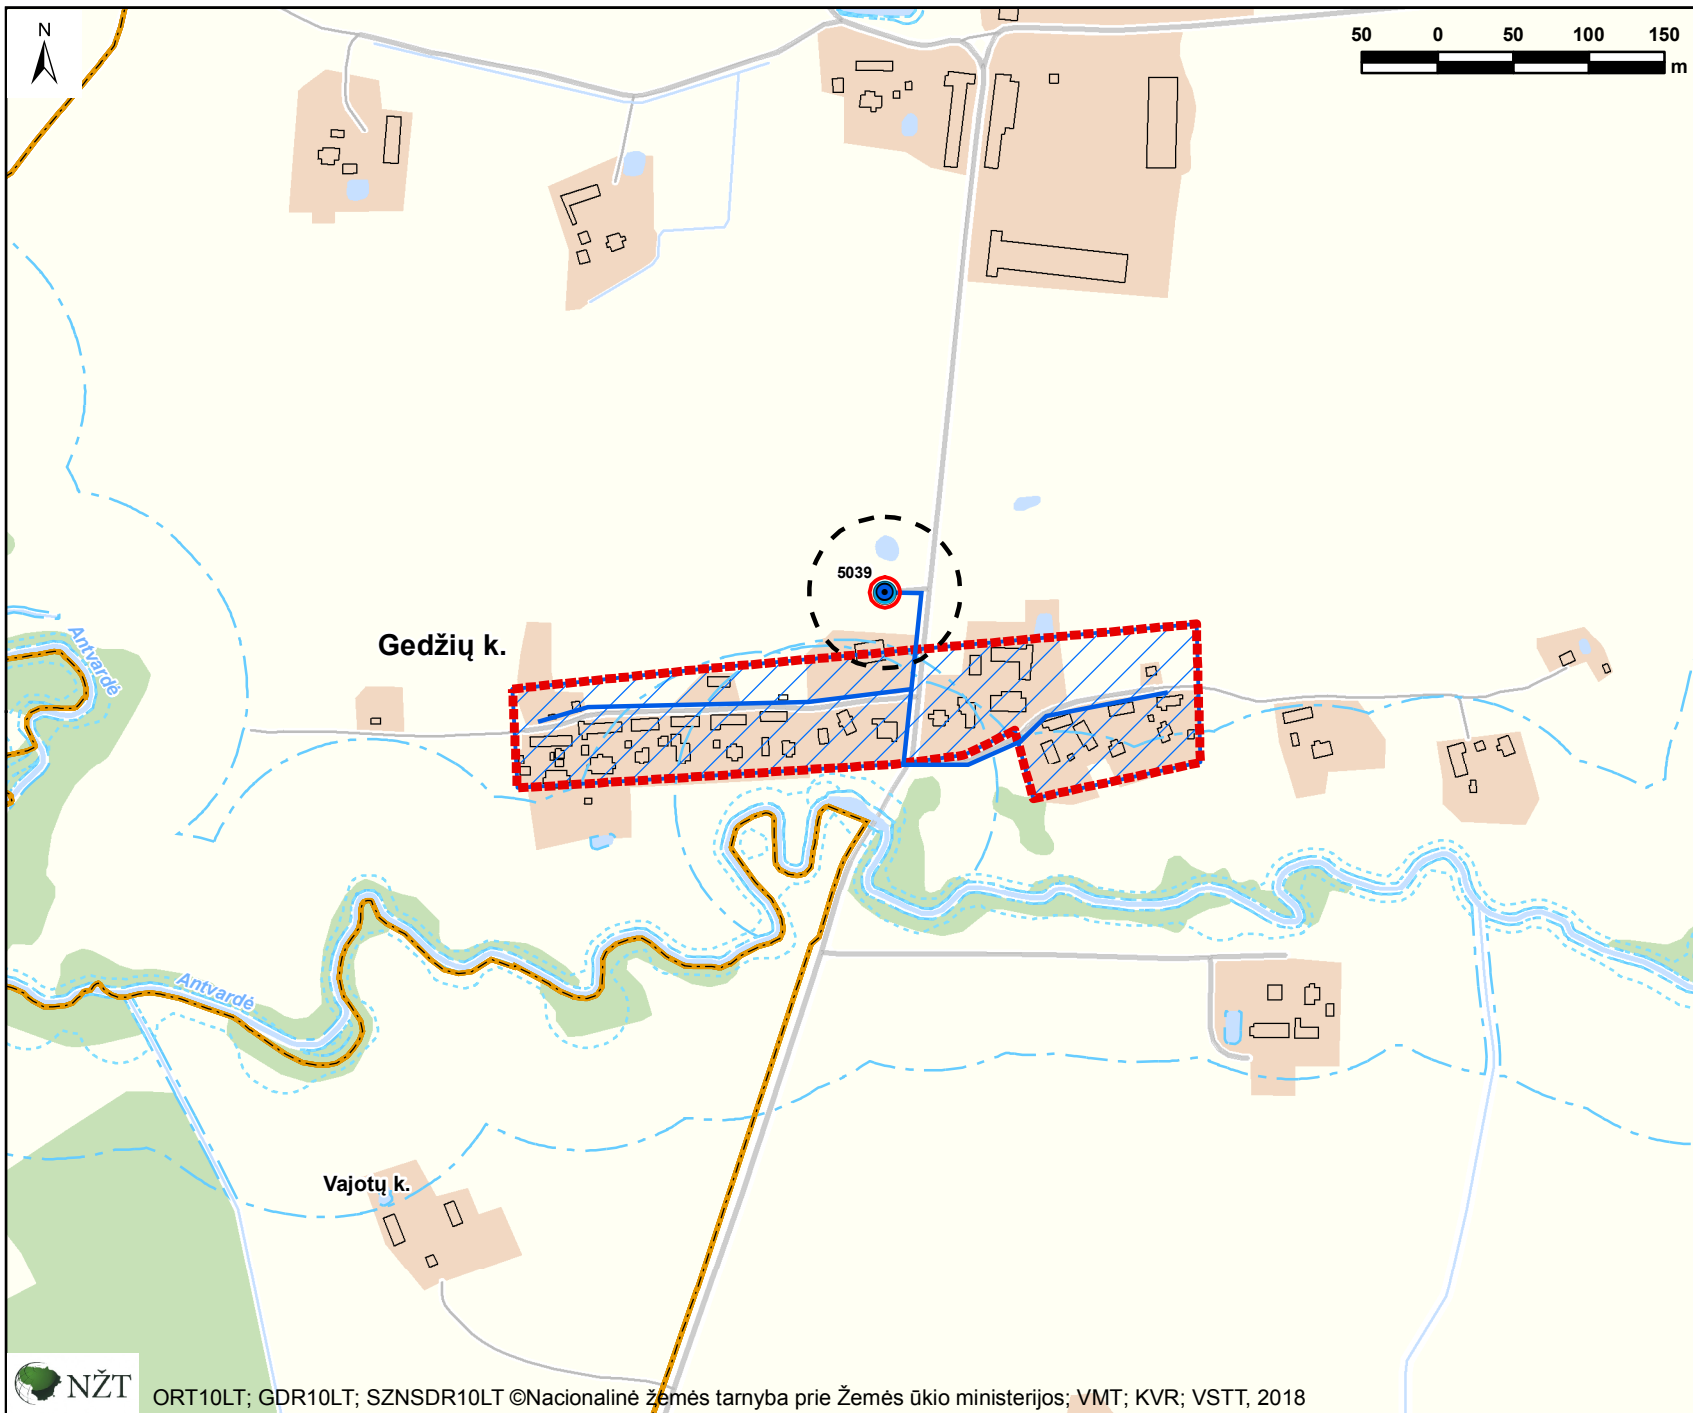 N
50 0 50 100 150
m
5039
Gedžių k.
Antvardė
Antvardė
Vajotų k.
NŽT
ORT10LT; GDR10LT; SZNSDR10LT ©Nacionalinė žemės tarnyba prie Žemės ūkio ministerijos; VMT; KVR; VSTT, 2018